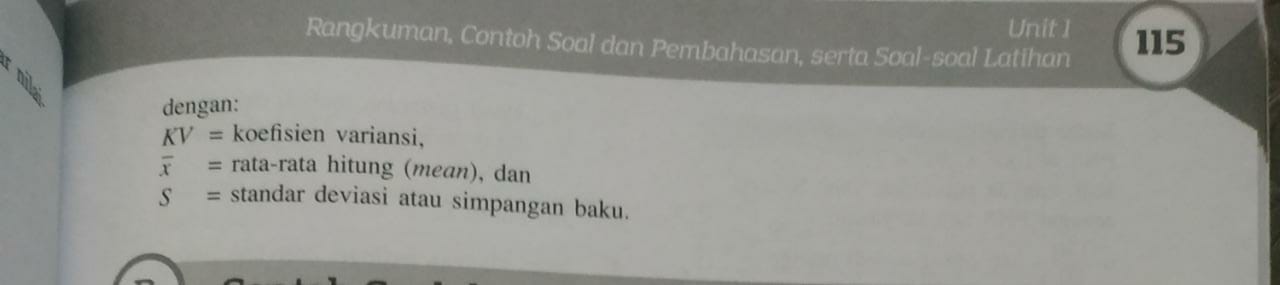 Unit 1
Rangkuman, Contoh Soal dan Pembahasan, serta Soal-soal Latihan
115
nilai.
dengan:
KV = koefisien variansi,
x̄ = rata-rata hitung (mean), dan
S = standar deviasi atau simpangan baku.